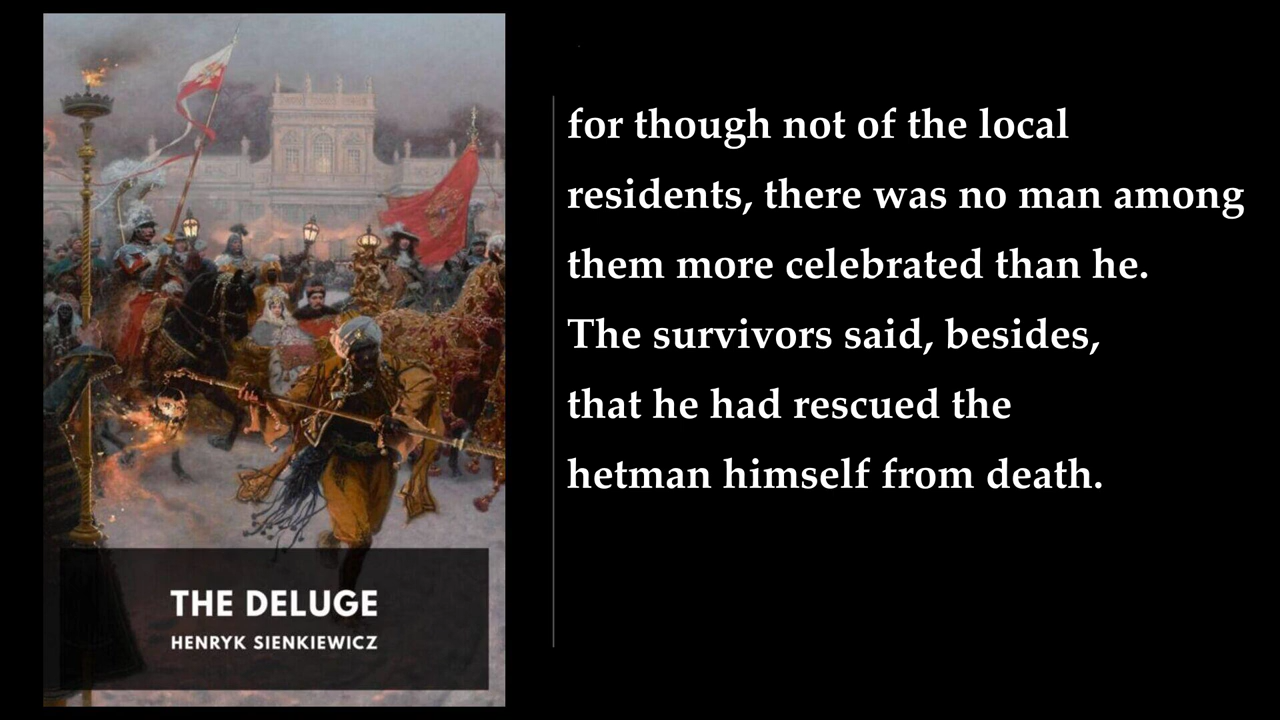 for though not of the local
residents, there was no man among
them more celebrated than he.
The survivors said, besides,
that he had rescued the
hetman himself from death.
THE DELUGE
HENRYK SIENKIEWICZ